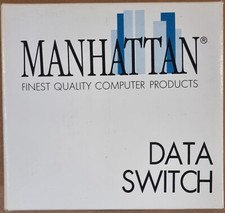 MANHATTAN®
FINEST QUALITY COMPUTER PRODUCTS
DATA
SWITCH